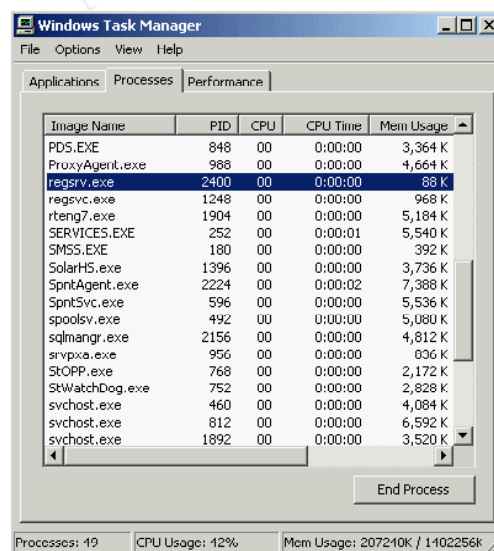 Windows Task Manager
File Options View Help
Applications Processes Performance
Image Name PID CPU CPU Time Mem Usage
PDS.EXE 848 00 0:00:00 3,364 K
ProxyAgent.exe 988 00 0:00:00 4,664 K
regsrv.exe 2400 00 0:00:00 88 K
regsvc.exe 1248 00 0:00:00 968 K
rteng7.exe 1904 00 0:00:00 5,184 K
SERVICES.EXE 252 00 0:00:01 5,540 K
SMSS.EXE 180 00 0:00:00 392 K
SolarHS.exe 1396 00 0:00:00 3,736 K
SpntAgent.exe 2224 00 0:00:02 7,388 K
SpntSvc.exe 596 00 0:00:00 5,536 K
spoolsv.exe 492 00 0:00:00 5,080 K
sqlmangr.exe 2156 00 0:00:00 4,812 K
srvpxa.exe 956 00 0:00:00 836 K
StOPP.exe 768 00 0:00:00 2,172 K
StWatchDog.exe 752 00 0:00:00 2,828 K
svchost.exe 460 00 0:00:00 4,084 K
svchost.exe 812 00 0:00:00 6,592 K
svchost.exe 1892 00 0:00:00 3,520 K
End Process
Processes: 49 CPU Usage: 42% Mem Usage: 207240K / 1402256K